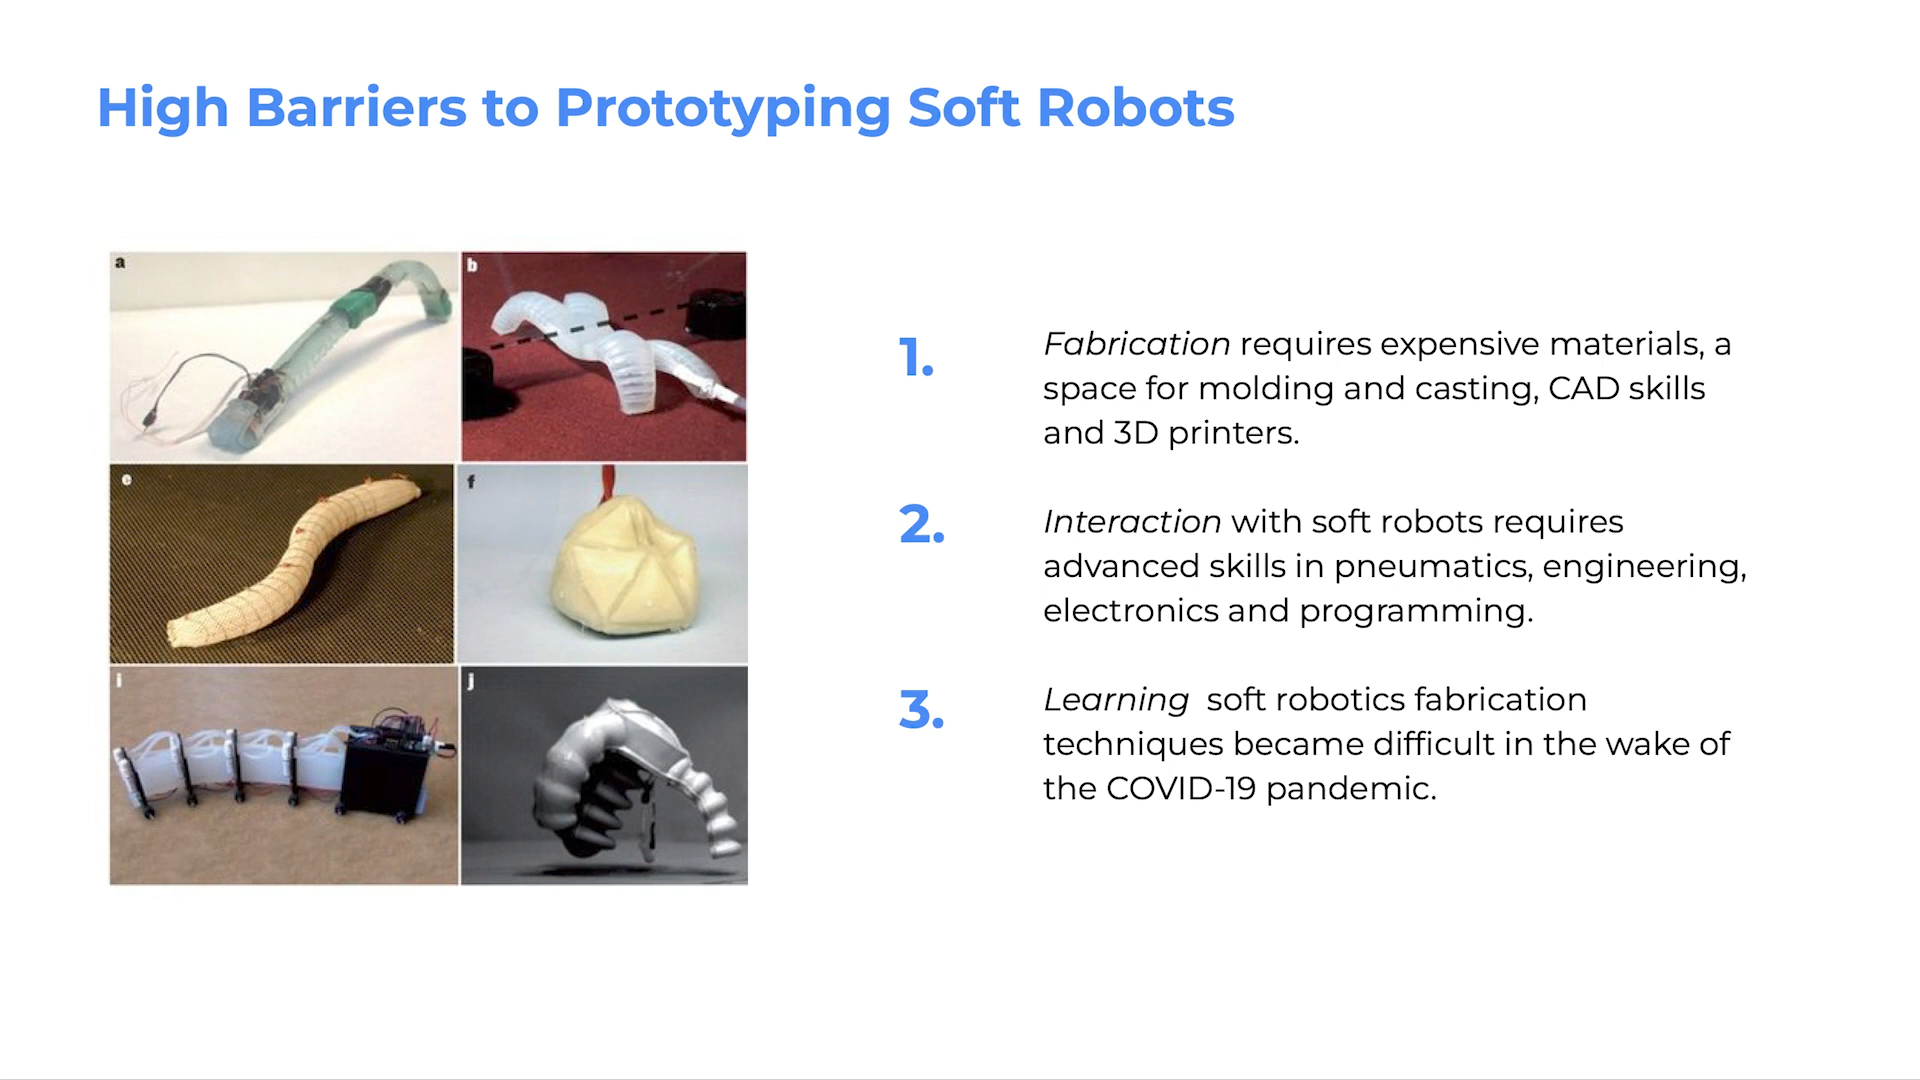 High Barriers to Prototyping Soft Robots
a
b
e
f
i
j
1.
Fabrication requires expensive materials, a
space for molding and casting, CAD skills
and 3D printers.
2.
Interaction with soft robots requires
advanced skills in pneumatics, engineering,
electronics and programming.
3.
Learning soft robotics fabrication
techniques became difficult in the wake of
the COVID-19 pandemic.